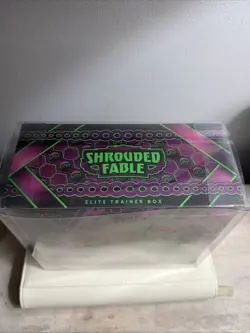 SHROUDED
FABLE
ELITE TRAINER BOX